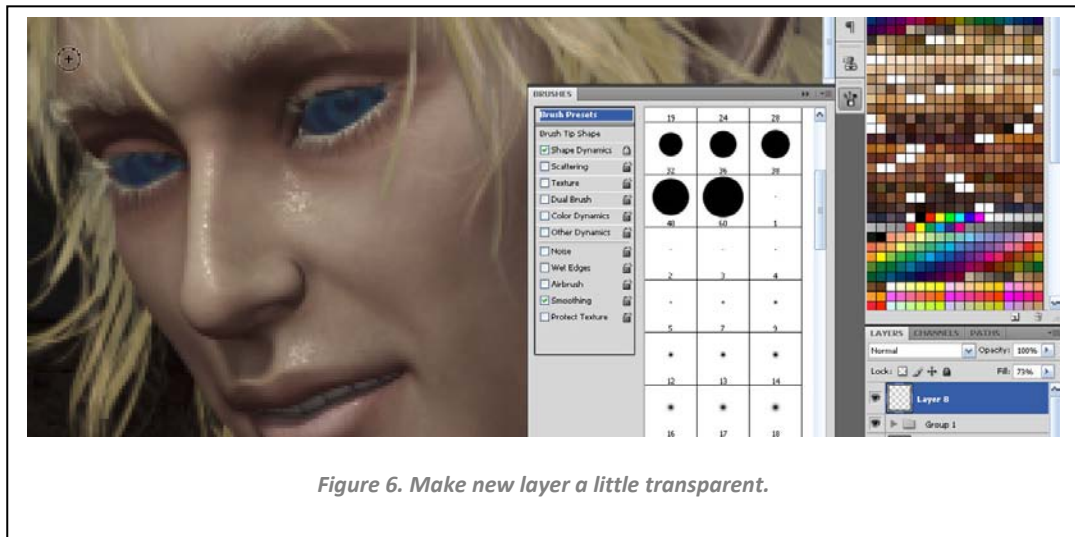 BRUSHES
Brush Presets
Brush Tip Shape
Shape Dynamics
Scattering
Texture
Dual Brush
Color Dynamics
Other Dynamics
Noise
Wet Edges
Airbrush
Smoothing
Protect Texture
19 24 28
32 36 38
40 60 1
2 3 4
5 7 9
12 13 14
16 17 18
LAYERS CHANNELS PATHS
Normal Opacity: 100%
Lock: Fill: 73%
Layer 8
Group 1
Figure 6. Make new layer a little transparent.